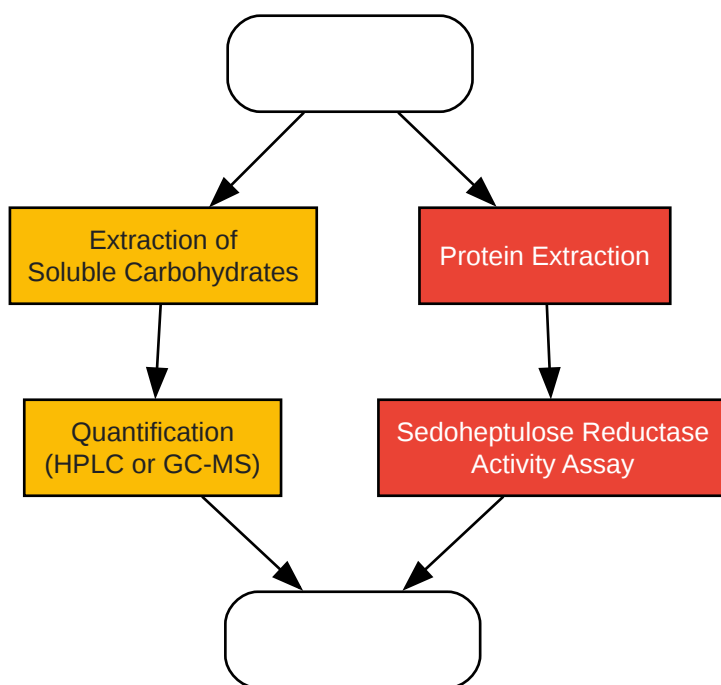 Extraction of
Soluble Carbohydrates
Protein Extraction
Quantification
(HPLC or GC-MS)
Sedoheptulose Reductase
Activity Assay